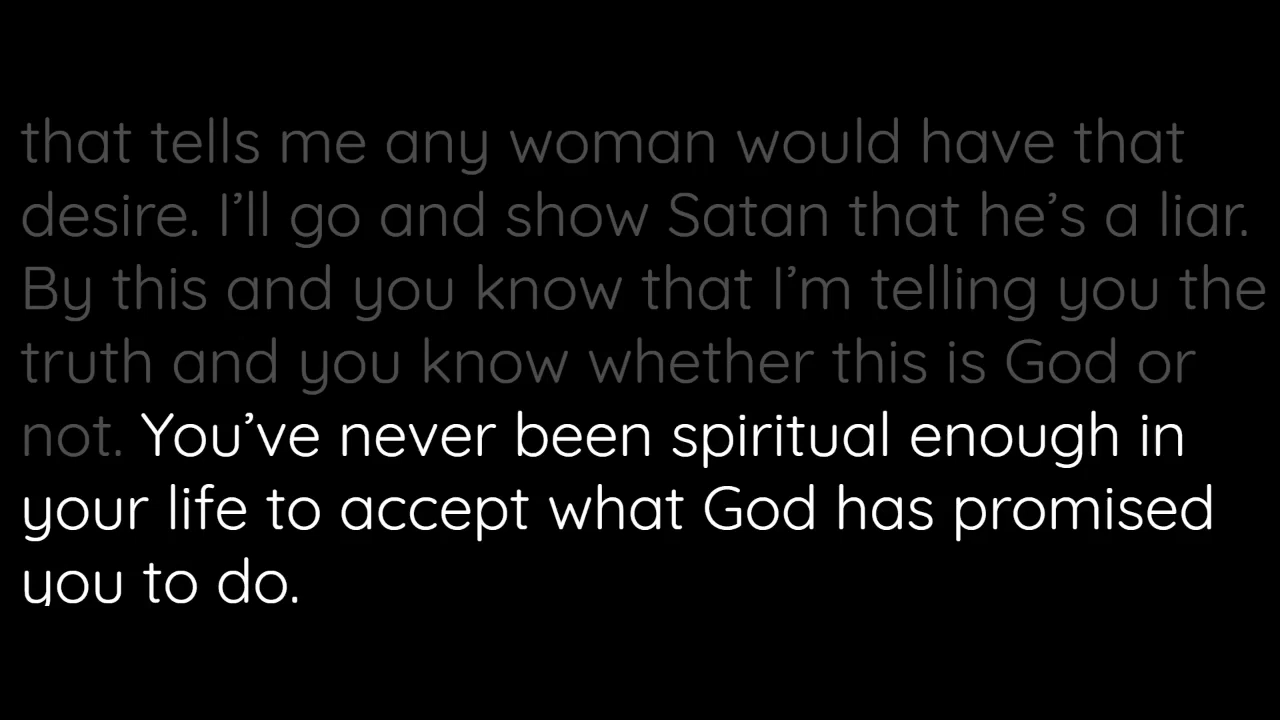 that tells me any woman would have that
desire. I’ll go and show Satan that he’s a liar.
By this and you know that I’m telling you the
truth and you know whether this is God or
not. You’ve never been spiritual enough in
your life to accept what God has promised
you to do.